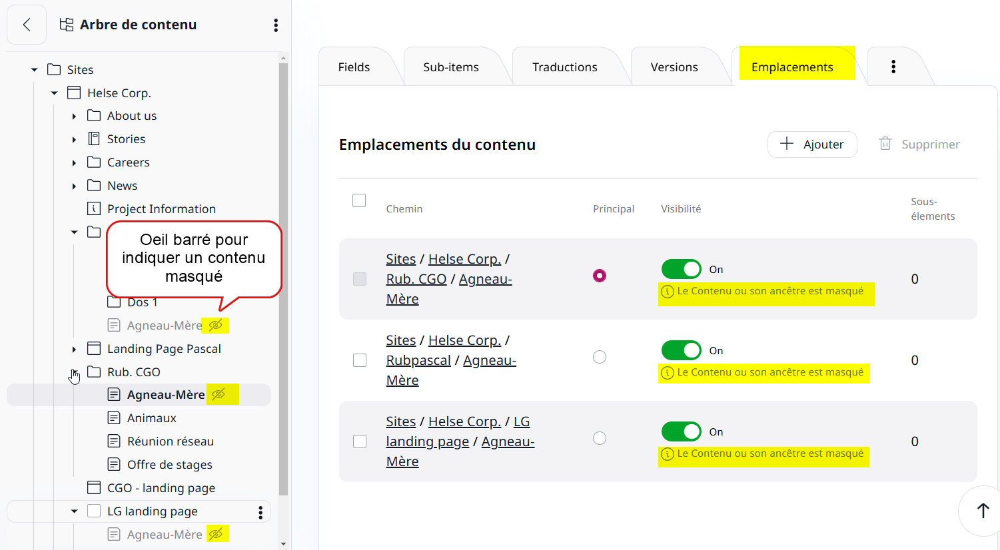 Arbre de contenu
Sites
Helse Corp.
About us
Stories
Careers
News
Project Information
Oeil barré pour
indiquer un contenu
masqué
Dos 1
Agneau-Mère
Landing Page Pascal
Rub. CGO
Agneau-Mère
Animaux
Réunion réseau
Offre de stages
CGO - landing page
LG landing page
Agneau-Mère
Fields
Sub-items
Traductions
Versions
Emplacements
Emplacements du contenu
Ajouter
Supprimer
Chemin
Principal
Visibilité
Sous-
élements
Sites / Helse Corp. /
Rub. CGO / Agneau-
Mère
On
Le Contenu ou son ancêtre est masqué
0
Sites / Helse Corp. /
Rubpascal / Agneau-
Mère
On
Le Contenu ou son ancêtre est masqué
0
Sites / Helse Corp. / LG
landing page / Agneau-
Mère
On
Le Contenu ou son ancêtre est masqué
0